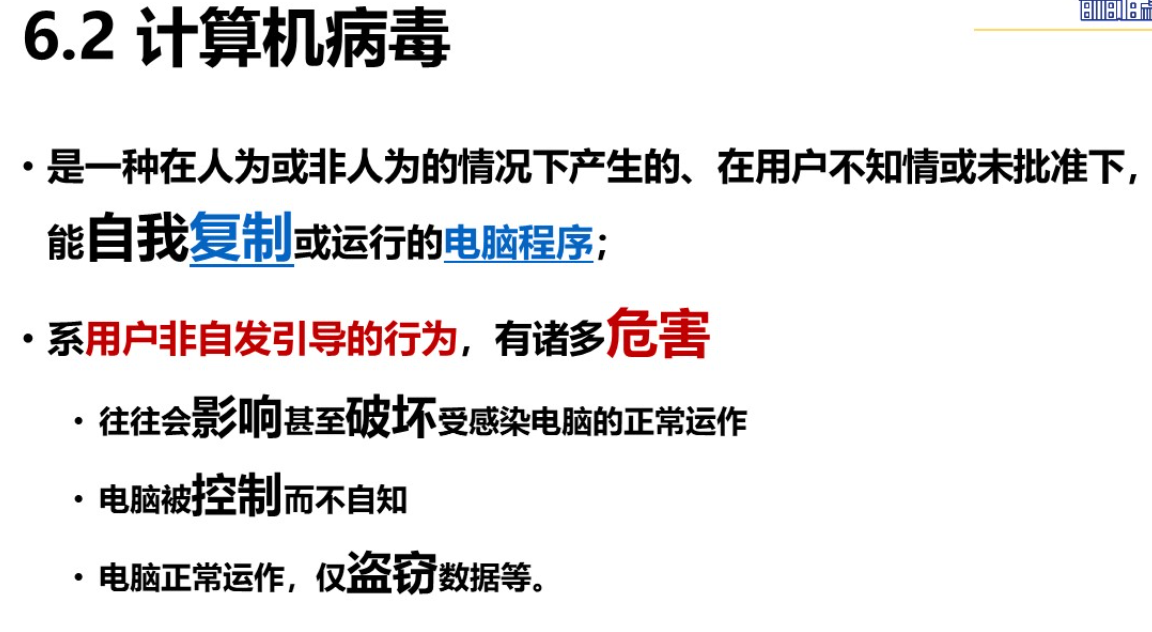 6.2 计算机病毒
• 是一种在人为或非人为的情况下产生的、在用户不知情或未批准下，
能自我复制或运行的电脑程序；
• 系用户非自发引导的行为，有诸多危害
• 往往会影响甚至破坏受感染电脑的正常运作
• 电脑被控制而不自知
• 电脑正常运作，仅盗窃数据等。